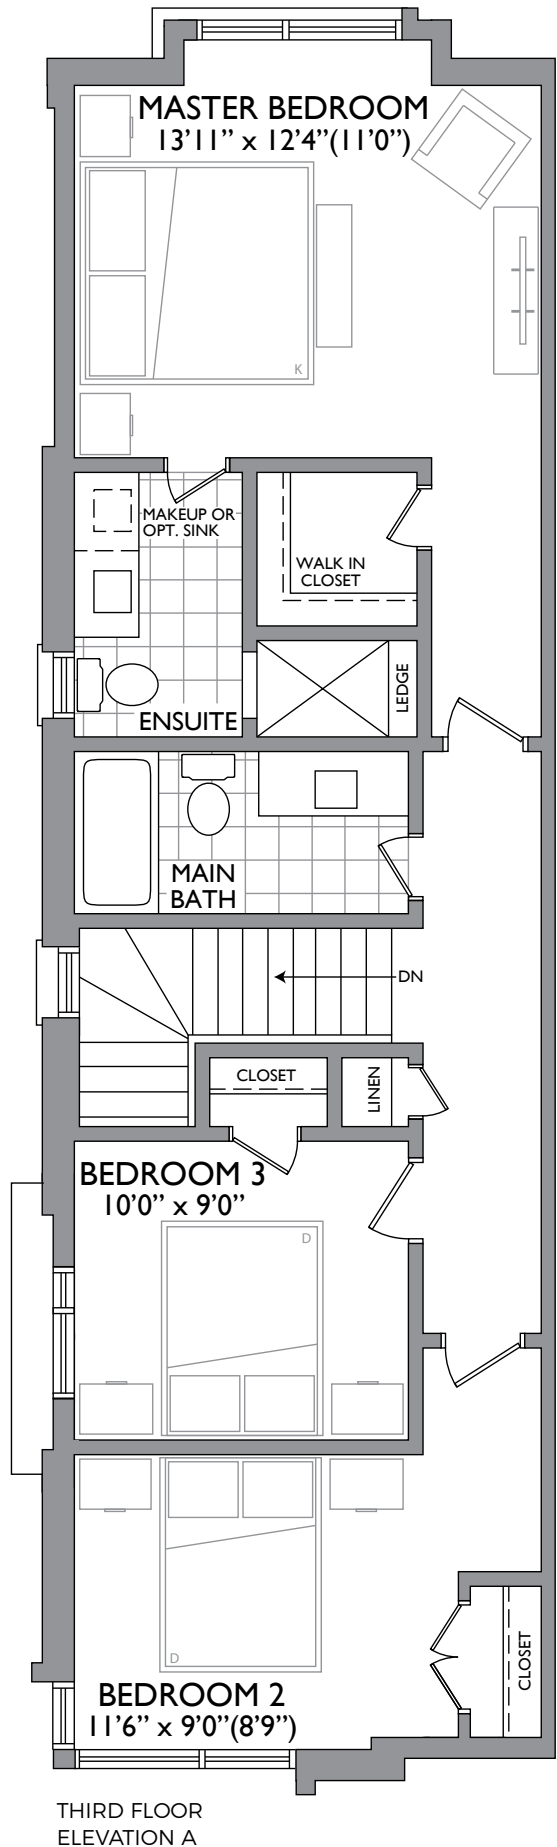 MASTER BEDROOM
13’11” x 12’4”(11’0”)
K
MAKEUP OR
OPT. SINK
WALK IN
CLOSET
LEDGE
ENSUITE
MAIN
BATH
DN
CLOSET
LINEN
BEDROOM 3
10’0” x 9’0”
D
D
CLOSET
BEDROOM 2
11’6” x 9’0”(8’9”)
THIRD FLOOR
ELEVATION A